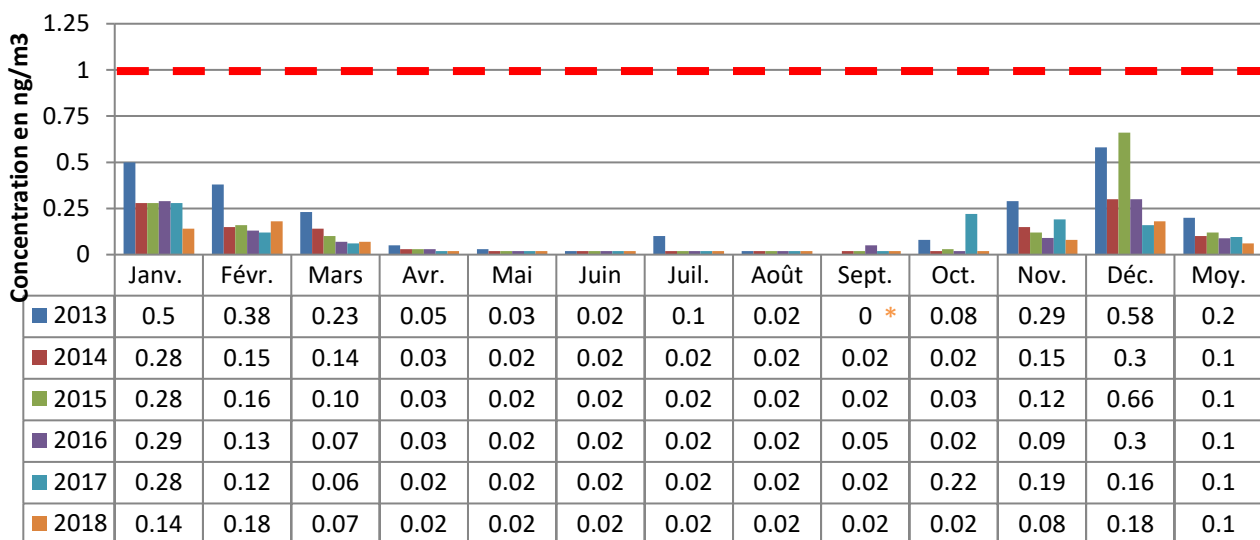 Concentration en ng/m3
1.25
1
0.75
0.5
0.25
0
Janv. Févr. Mars Avr. Mai Juin Juil. Août Sept. Oct. Nov. Déc. Moy.
2013 0.5 0.38 0.23 0.05 0.03 0.02 0.1 0.02 0 * 0.08 0.29 0.58 0.2
2014 0.28 0.15 0.14 0.03 0.02 0.02 0.02 0.02 0.02 0.02 0.15 0.3 0.1
2015 0.28 0.16 0.10 0.03 0.02 0.02 0.02 0.02 0.02 0.03 0.12 0.66 0.1
2016 0.29 0.13 0.07 0.03 0.02 0.02 0.02 0.02 0.05 0.02 0.09 0.3 0.1
2017 0.28 0.12 0.06 0.02 0.02 0.02 0.02 0.02 0.02 0.22 0.19 0.16 0.1
2018 0.14 0.18 0.07 0.02 0.02 0.02 0.02 0.02 0.02 0.02 0.08 0.18 0.1